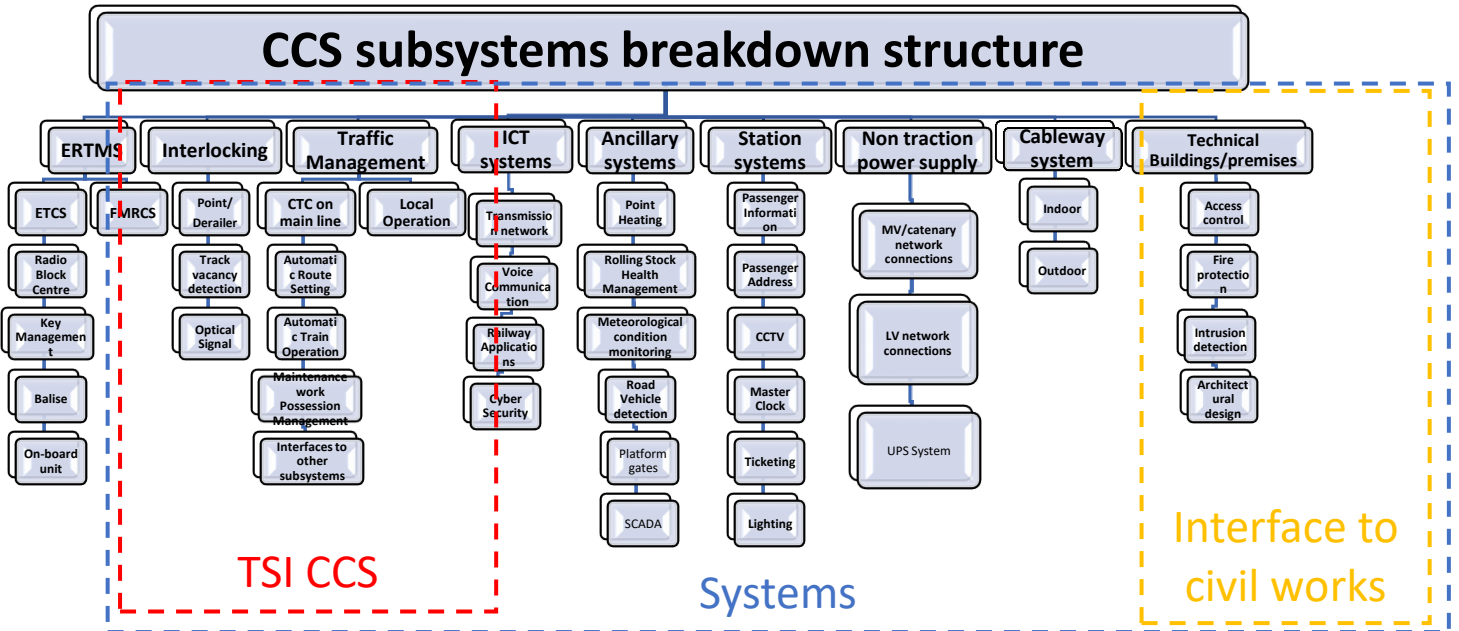 CCS subsystems breakdown structure
ERTMS
Interlocking
Traffic
Management
ICT
systems
Ancillary
systems
Station
systems
Non traction
power supply
Cableway
system
Technical
Buildings/premises
ETCS
Radio
Block
Centre
Key
Managemen
t
Balise
On-board
unit
FMRCS
Point/
Derailer
Track
vacancy
detection
Optical
Signal
CTC on
main line
Automati
c Route
Setting
Automati
c Train
Operation
Maintenance
work
Possession
Management
Interfaces to
other
subsystems
Local
Operation
Transmissio
n network
Voice
Communica
tion
Railway
Applicatio
ns
Cyber
Security
Point
Heating
Rolling Stock
Health
Management
Meteorological
condition
monitoring
Road
Vehicle
detection
Platform
gates
SCADA
Passenger
Informati
on
Passenger
Address
CCTV
Master
Clock
Ticketing
Lighting
MV/catenary
network
connections
LV network
connections
UPS System
Indoor
Outdoor
Access
control
Fire
protectio
n
Intrusion
detection
Architect
ural
design
TSI CCS
Systems
Interface to
civil works